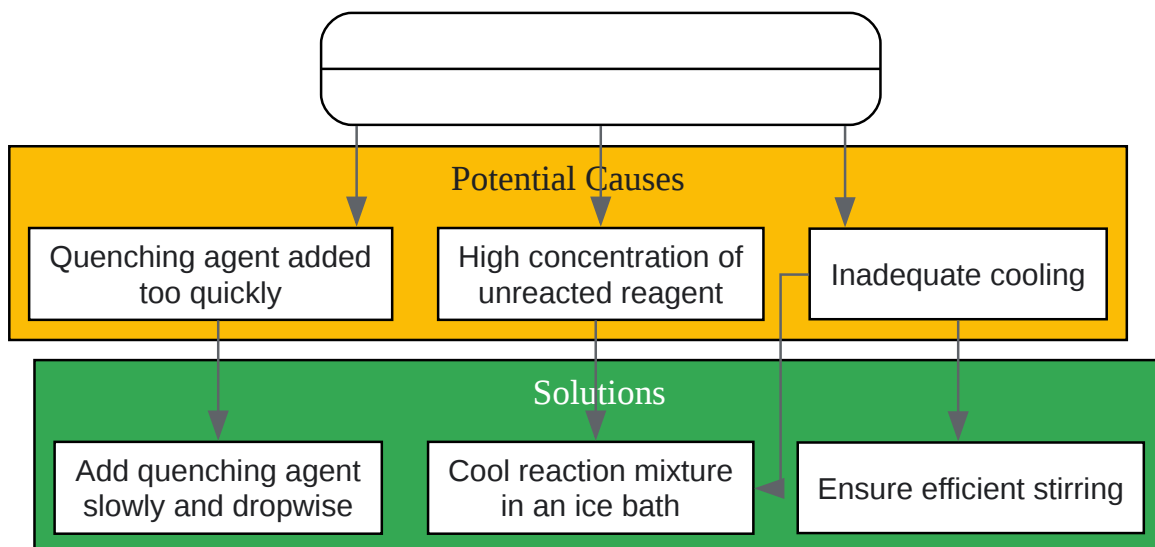 Potential Causes
Quenching agent added
too quickly
High concentration of
unreacted reagent
Inadequate cooling
Solutions
Add quenching agent
slowly and dropwise
Cool reaction mixture
in an ice bath
Ensure efficient stirring